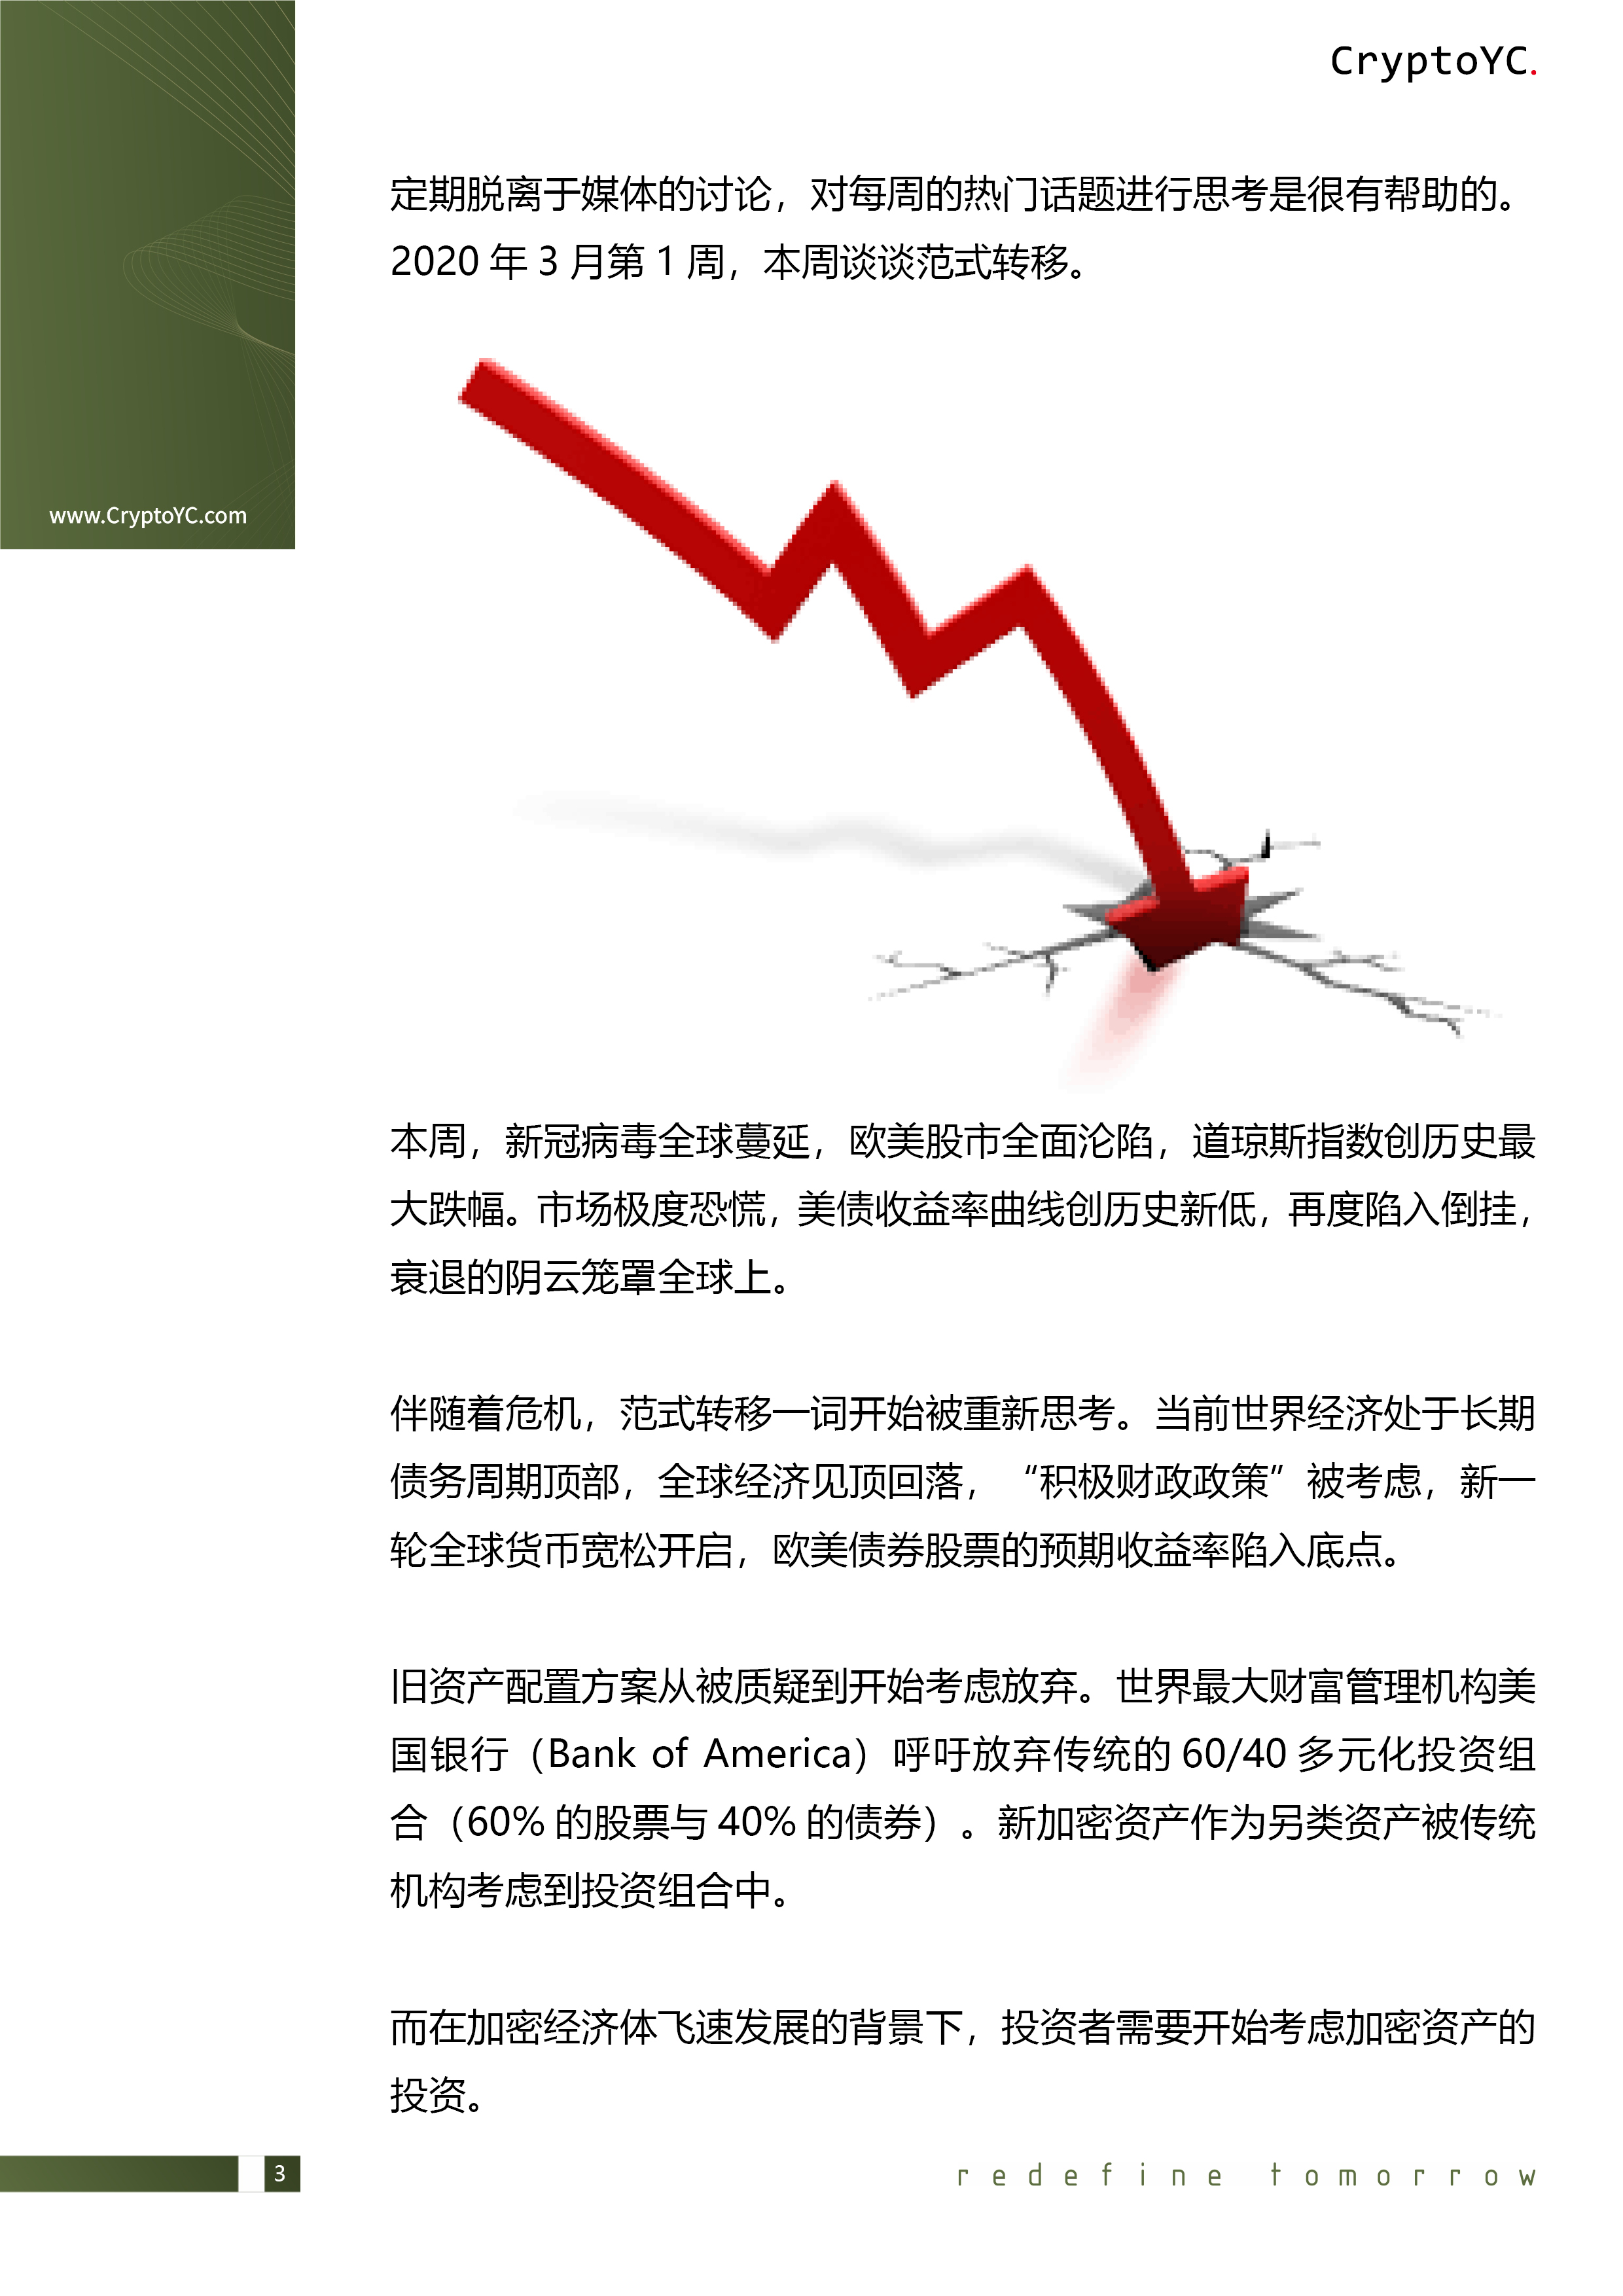 CryptoYC.
www.CryptoYC.com
定期脱离于媒体的讨论，对每周的热门话题进行思考是很有帮助的。
2020 年 3 月第 1 周，本周谈谈范式转移。
本周，新冠病毒全球蔓延，欧美股市全面沦陷，道琼斯指数创历史最
大跌幅。市场极度恐慌，美债收益率曲线创历史新低，再度陷入倒挂，
衰退的阴云笼罩全球上。
伴随着危机，范式转移一词开始被重新思考。当前世界经济处于长期
债务周期顶部，全球经济见顶回落，“积极财政政策”被考虑，新一
轮全球货币宽松开启，欧美债券股票的预期收益率陷入底点。
旧资产配置方案从被质疑到开始考虑放弃。世界最大财富管理机构美
国银行（Bank of America）呼吁放弃传统的 60/40 多元化投资组
合（60% 的股票与 40% 的债券）。新加密资产作为另类资产被传统
机构考虑到投资组合中。
而在加密经济体飞速发展的背景下，投资者需要开始考虑加密资产的
投资。
3
redefine tomorrow